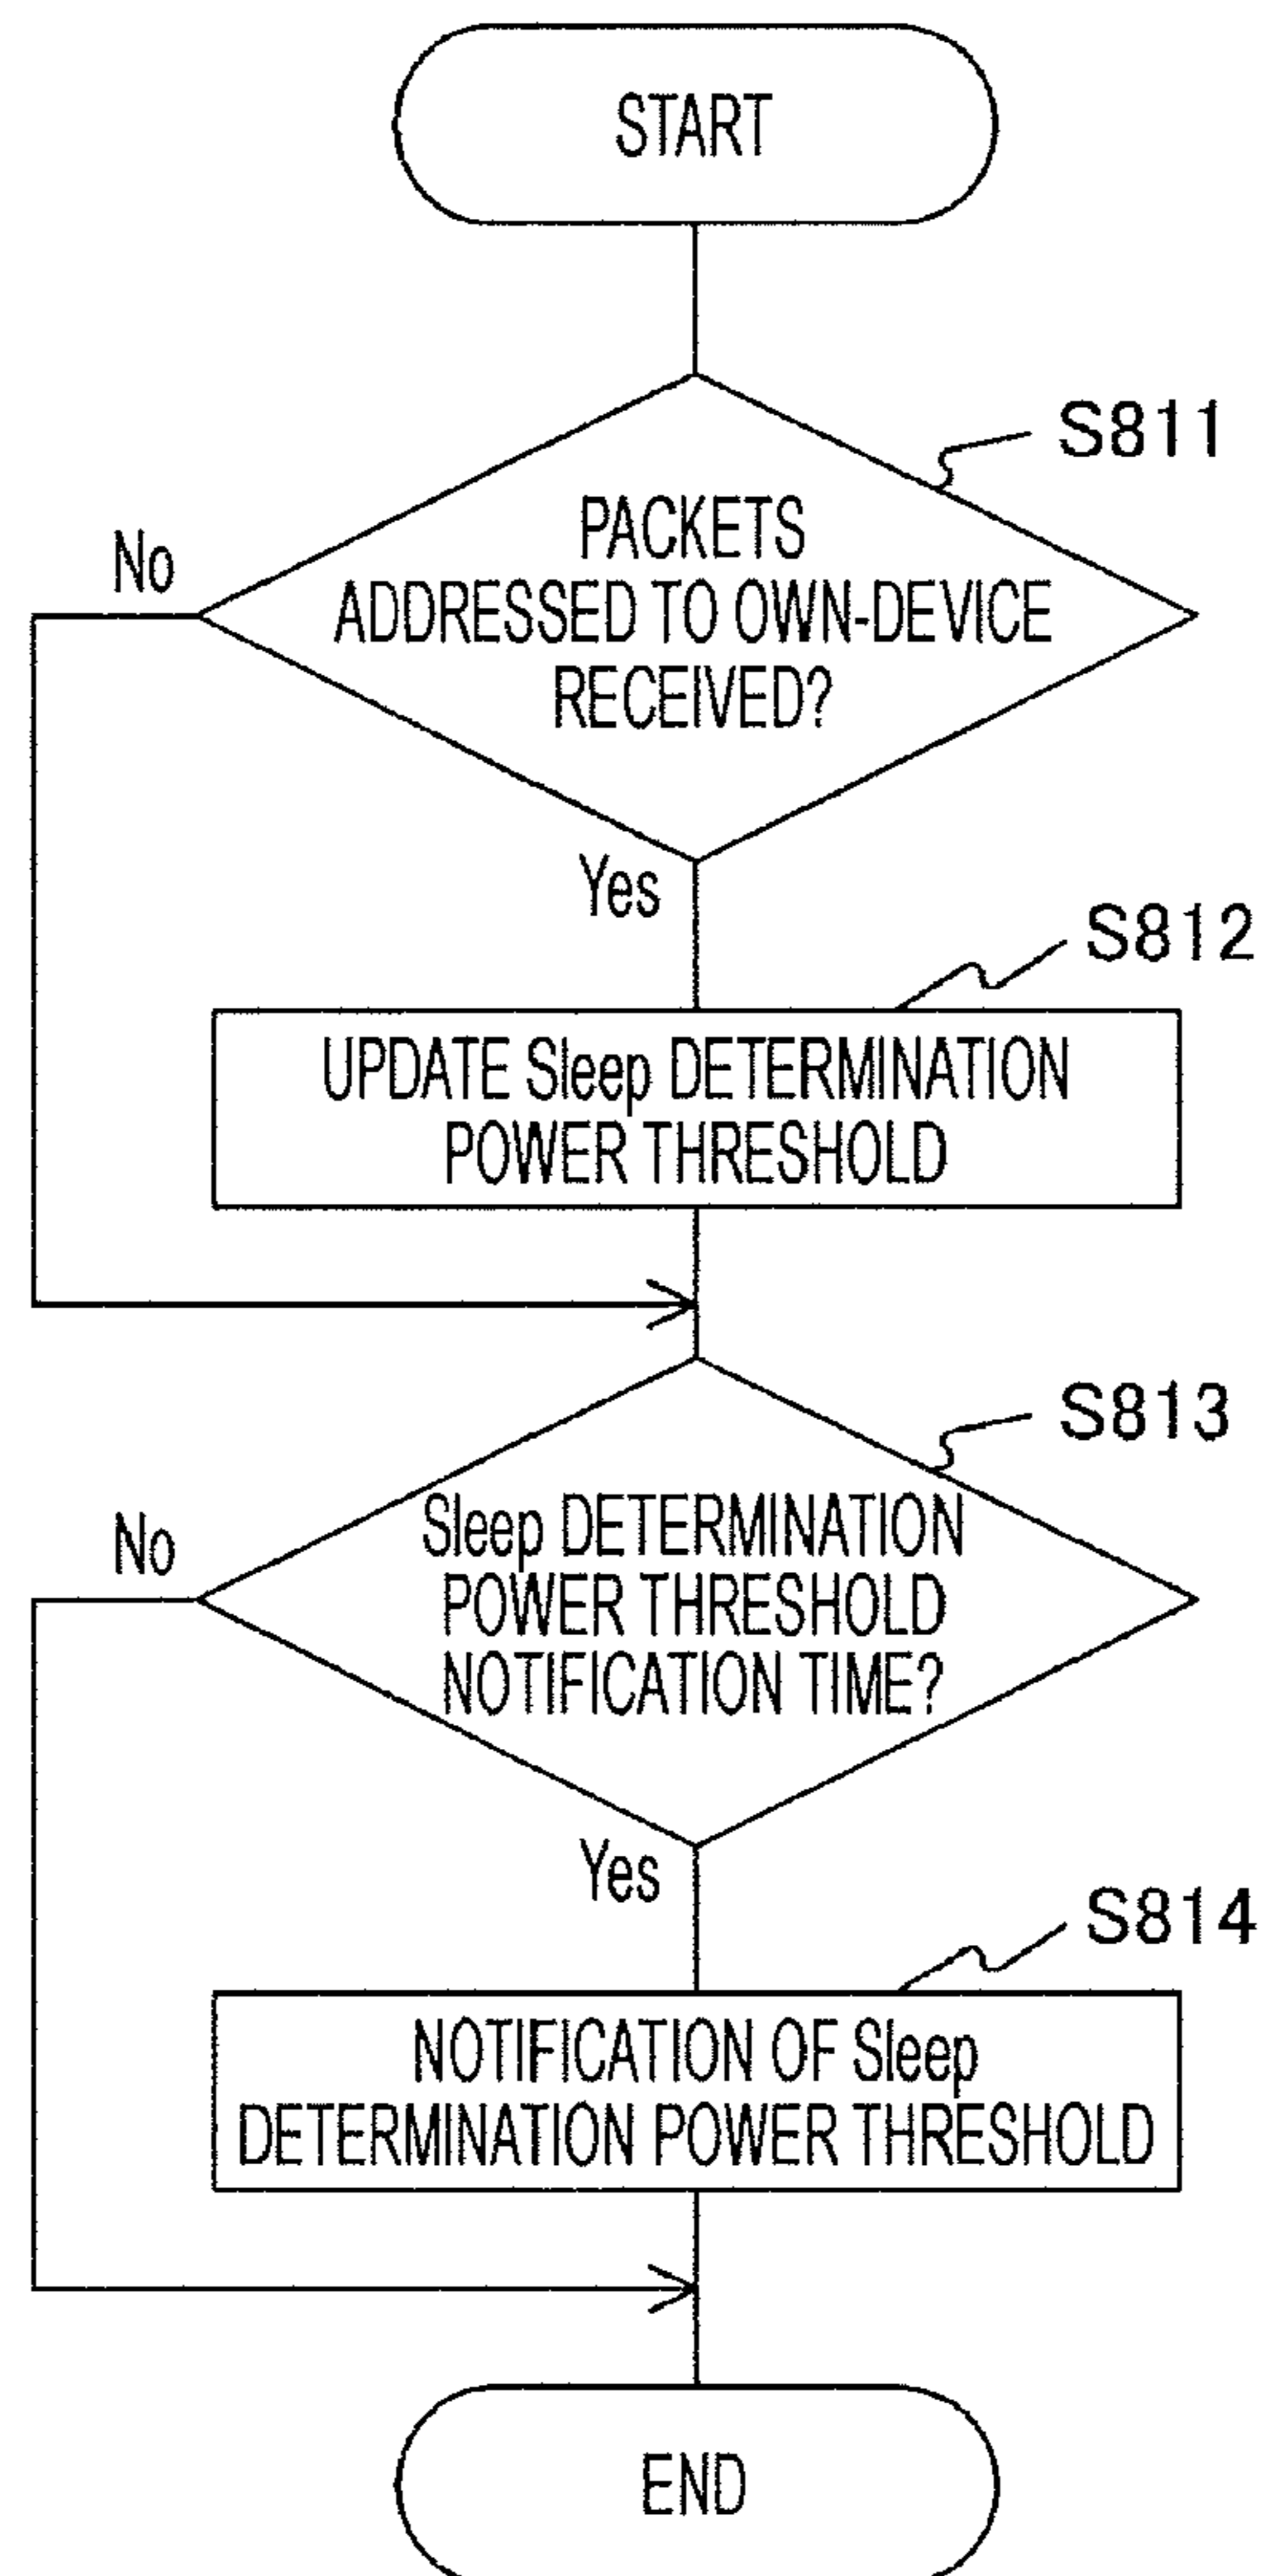 START
S811
PACKETS
ADDRESSED TO OWN-DEVICE
RECEIVED?
No
Yes
S812
UPDATE Sleep DETERMINATION
POWER THRESHOLD
S813
Sleep DETERMINATION
POWER THRESHOLD
NOTIFICATION TIME?
No
Yes
S814
NOTIFICATION OF Sleep
DETERMINATION POWER THRESHOLD
END